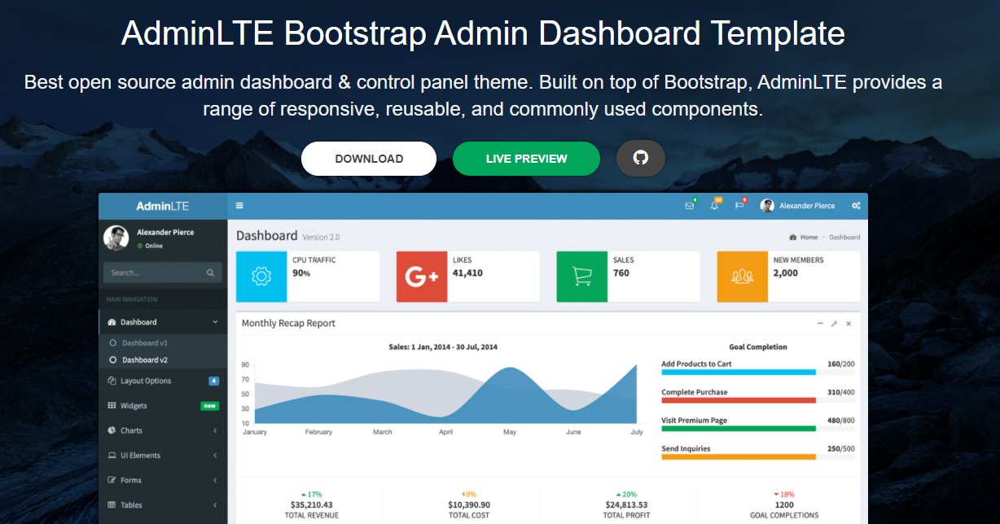 AdminLTE Bootstrap Admin Dashboard Template
Best open source admin dashboard & control panel theme. Built on top of Bootstrap, AdminLTE provides a
range of responsive, reusable, and commonly used components.
DOWNLOAD
LIVE PREVIEW
AdminLTE
4
10
9
Alexander Pierce
Alexander Pierce
Online
Search...
MAIN NAVIGATION
Dashboard
Dashboard v1
Dashboard v2
Layout Options
4
Widgets
new
Charts
UI Elements
Forms
Tables
Dashboard Version 2.0
Home > Dashboard
CPU TRAFFIC
90%
G+
LIKES
41,410
SALES
760
NEW MEMBERS
2,000
Monthly Recap Report
Sales: 1 Jan, 2014 - 30 Jul, 2014
90
70
50
30
10
January February March April May June July
Goal Completion
Add Products to Cart 160/200
Complete Purchase 310/400
Visit Premium Page 480/800
Send Inquiries 250/500
17%
$35,210.43
TOTAL REVENUE
0%
$10,390.90
TOTAL COST
20%
$24,813.53
TOTAL PROFIT
18%
1200
GOAL COMPLETIONS